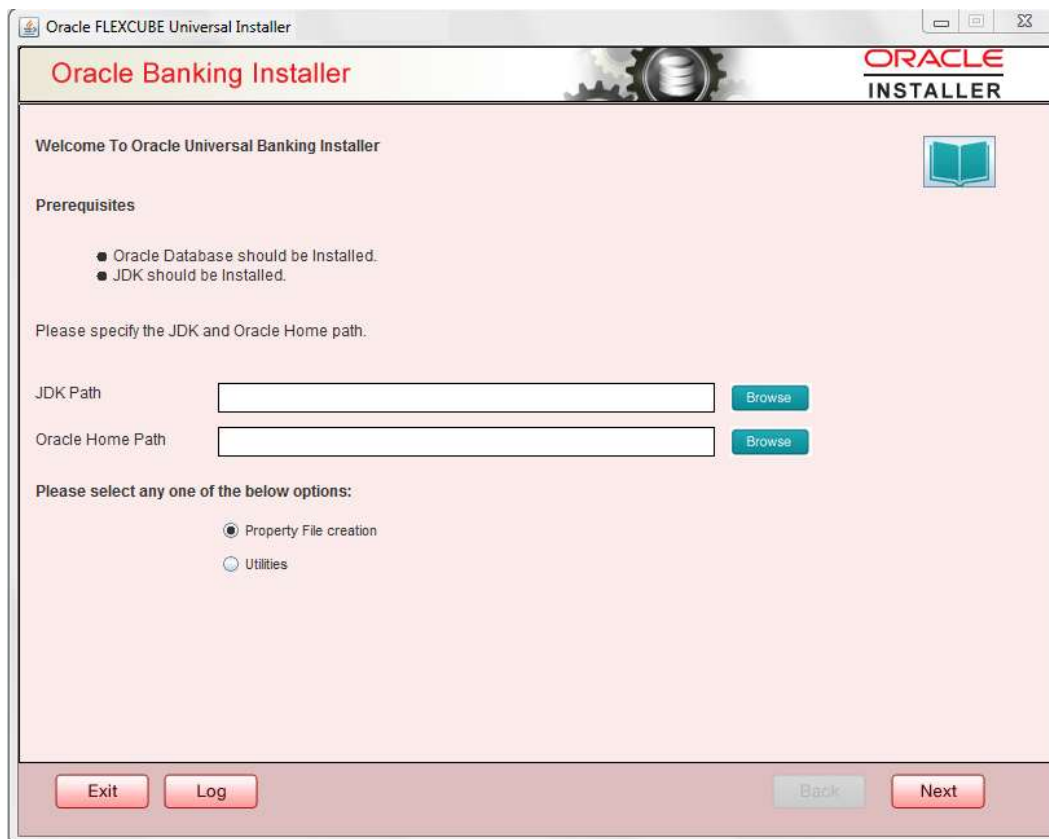 Oracle FLEXCUBE Universal Installer
Oracle Banking Installer
ORACLE
INSTALLER
Welcome To Oracle Universal Banking Installer
Prerequisites
Oracle Database should be Installed.
JDK should be Installed.
Please specify the JDK and Oracle Home path.
JDK Path
Browse
Oracle Home Path
Browse
Please select any one of the below options:
Property File creation
Utilities
Exit
Log
Back
Next